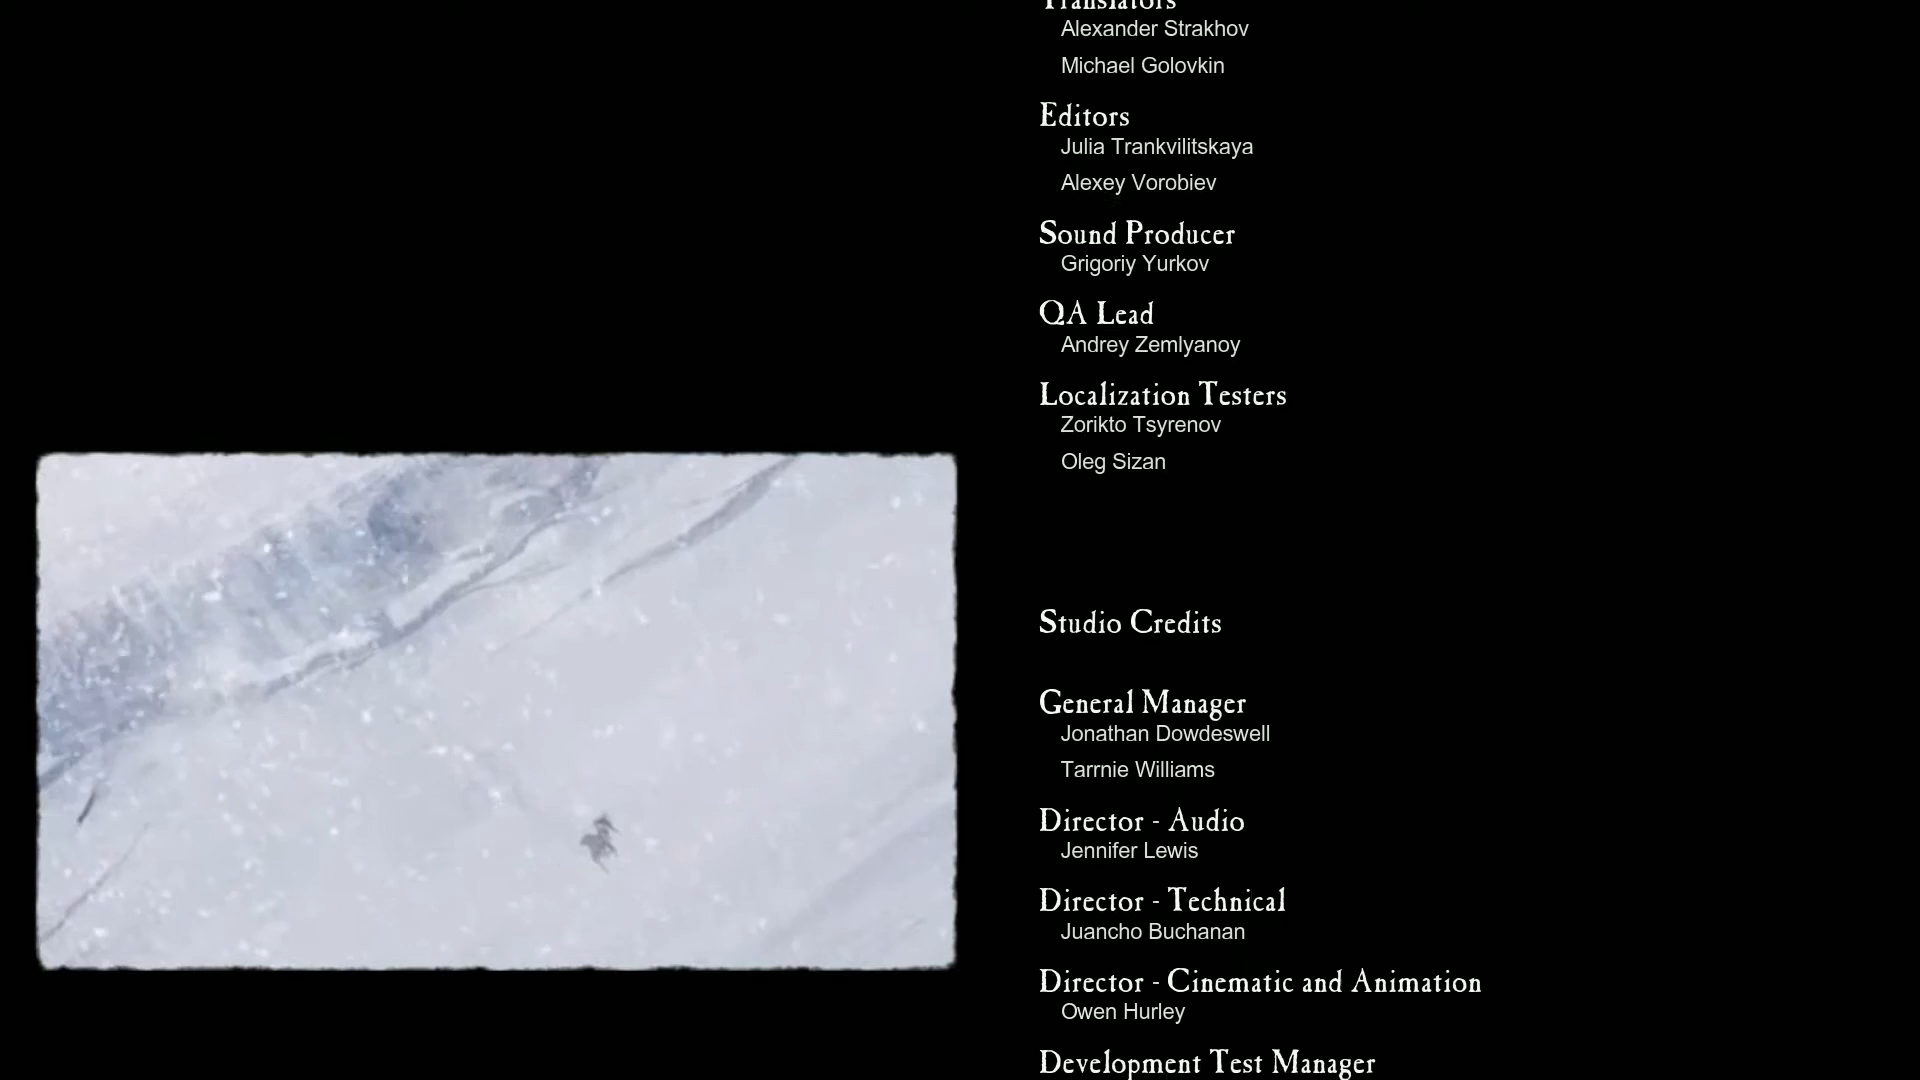 Translators
Alexander Strakhov
Michael Golovkin
Editors
Julia Trankvilitskaya
Alexey Vorobiev
Sound Producer
Grigoriy Yurkov
QA Lead
Andrey Zemlyanoy
Localization Testers
Zorikto Tsyrenov
Oleg Sizan
Studio Credits
General Manager
Jonathan Dowdeswell
Tarrnie Williams
Director - Audio
Jennifer Lewis
Director - Technical
Juancho Buchanan
Director - Cinematic and Animation
Owen Hurley
Development Test Manager